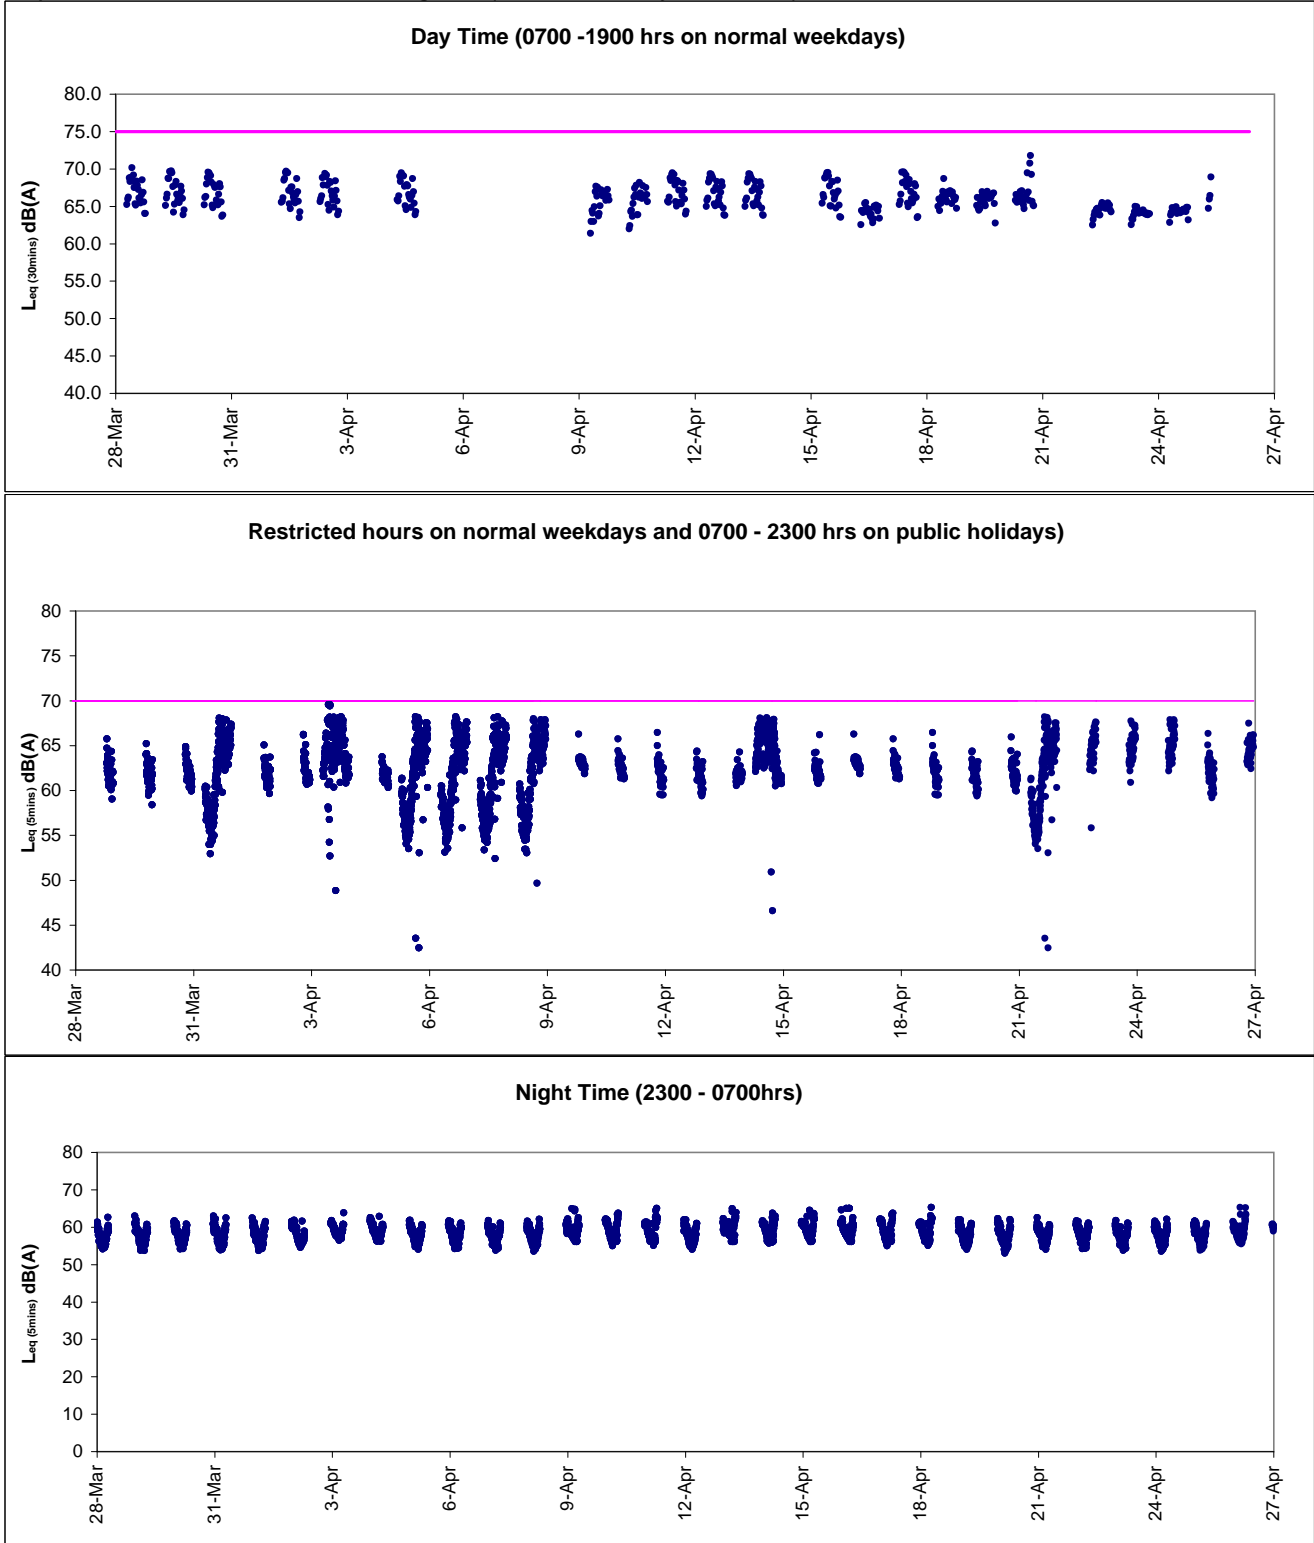 Day Time (0700 -1900 hrs on normal weekdays)
Leq (30mins) dB(A)
80.0
75.0
70.0
65.0
60.0
55.0
50.0
45.0
40.0
28-Mar
31-Mar
3-Apr
6-Apr
9-Apr
12-Apr
15-Apr
18-Apr
21-Apr
24-Apr
27-Apr
Restricted hours on normal weekdays and 0700 - 2300 hrs on public holidays)
Leq (5mins) dB(A)
80
75
70
65
60
55
50
45
40
28-Mar
31-Mar
3-Apr
6-Apr
9-Apr
12-Apr
15-Apr
18-Apr
21-Apr
24-Apr
27-Apr
Night Time (2300 - 0700hrs)
Leq (5mins) dB(A)
80
70
60
50
40
30
20
10
0
28-Mar
31-Mar
3-Apr
6-Apr
9-Apr
12-Apr
15-Apr
18-Apr
21-Apr
24-Apr
27-Apr